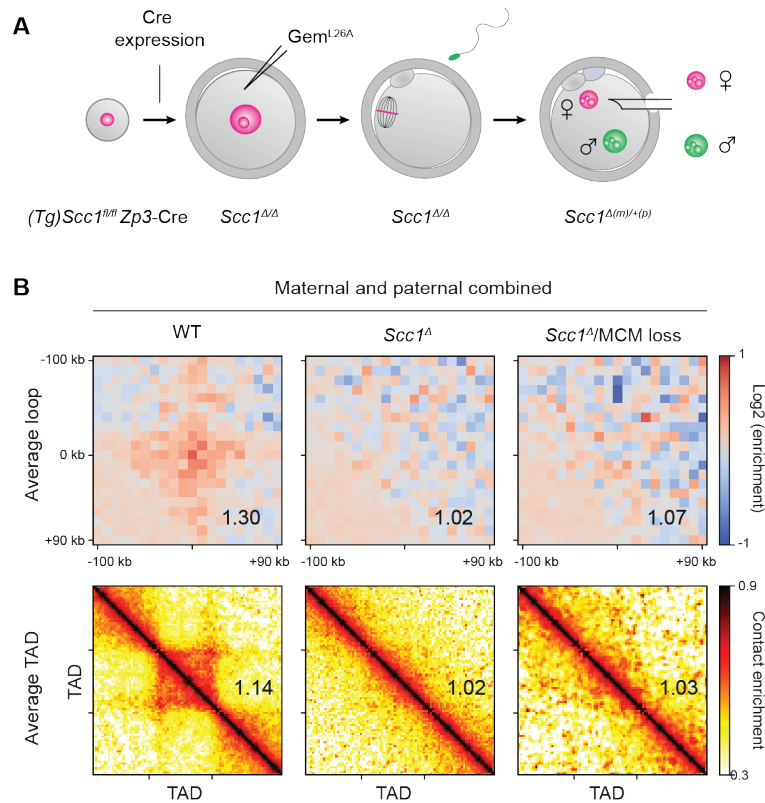 A
Cre
expression
Gem^L26A
♀
♀
♂
♂
(Tg)Scc1^fl/fl Zp3-Cre
Scc1^Δ/Δ
Scc1^Δ/Δ
Scc1^Δ(m)/+(p)
B
Maternal and paternal combined
WT
Scc1^Δ
Scc1^Δ/MCM loss
Average loop
-100 kb
0 kb
+90 kb
1.30
1.02
1.07
-100 kb
+90 kb
-100 kb
+90 kb
-100 kb
+90 kb
1
Log2 (enrichment)
-1
Average TAD
TAD
1.14
1.02
1.03
TAD
TAD
TAD
0.9
Contact enrichment
0.3